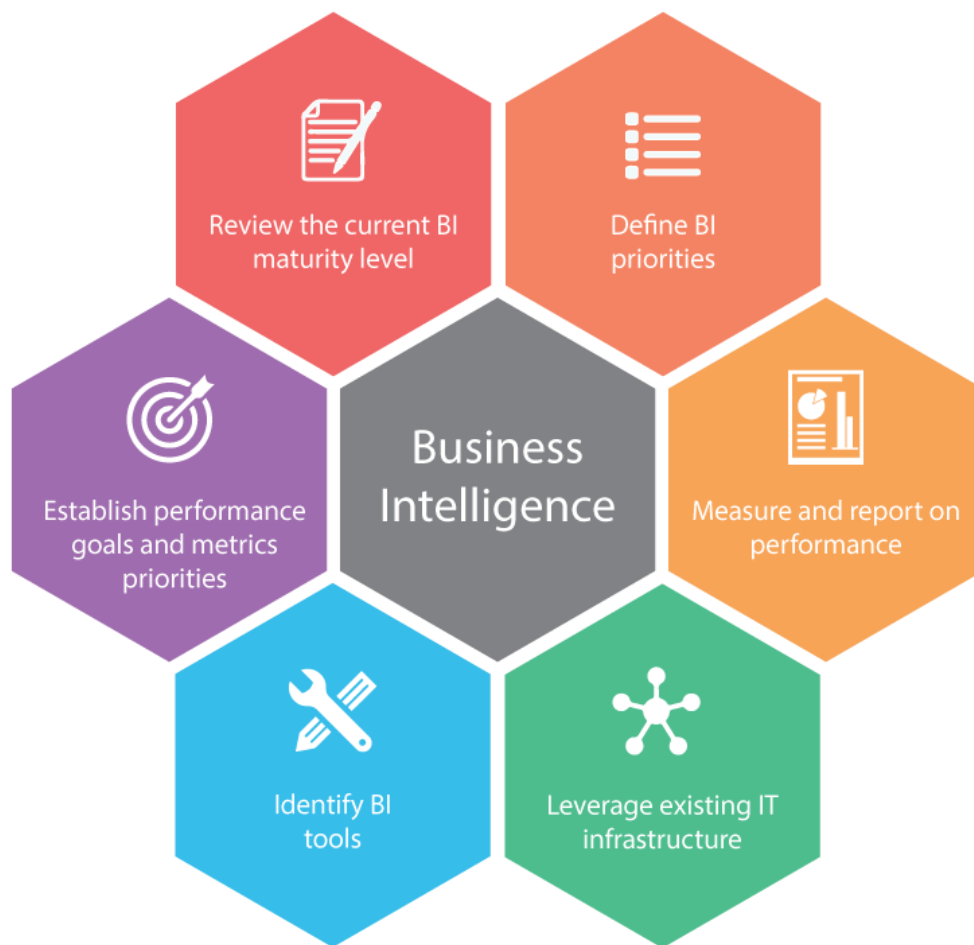 Review the current BI
maturity level
Define BI
priorities
Establish performance
goals and metrics
priorities
Business
Intelligence
Measure and report on
performance
Identify BI
tools
Leverage existing IT
infrastructure